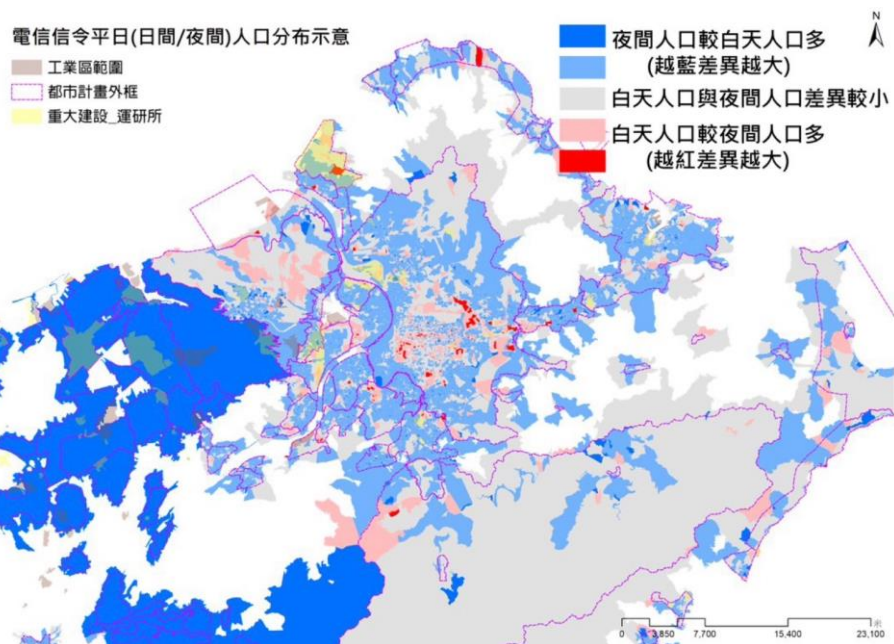 電信信令平日(日間/夜間)人口分布示意
工業區範圍
都市計畫外框
重大建設_運研所
夜間人口較白天人口多
(越藍差異越大)
白天人口與夜間人口差異較小
白天人口較夜間人口多
(越紅差異越大)
N
米
0 3,850 7,700 15,400 23,100